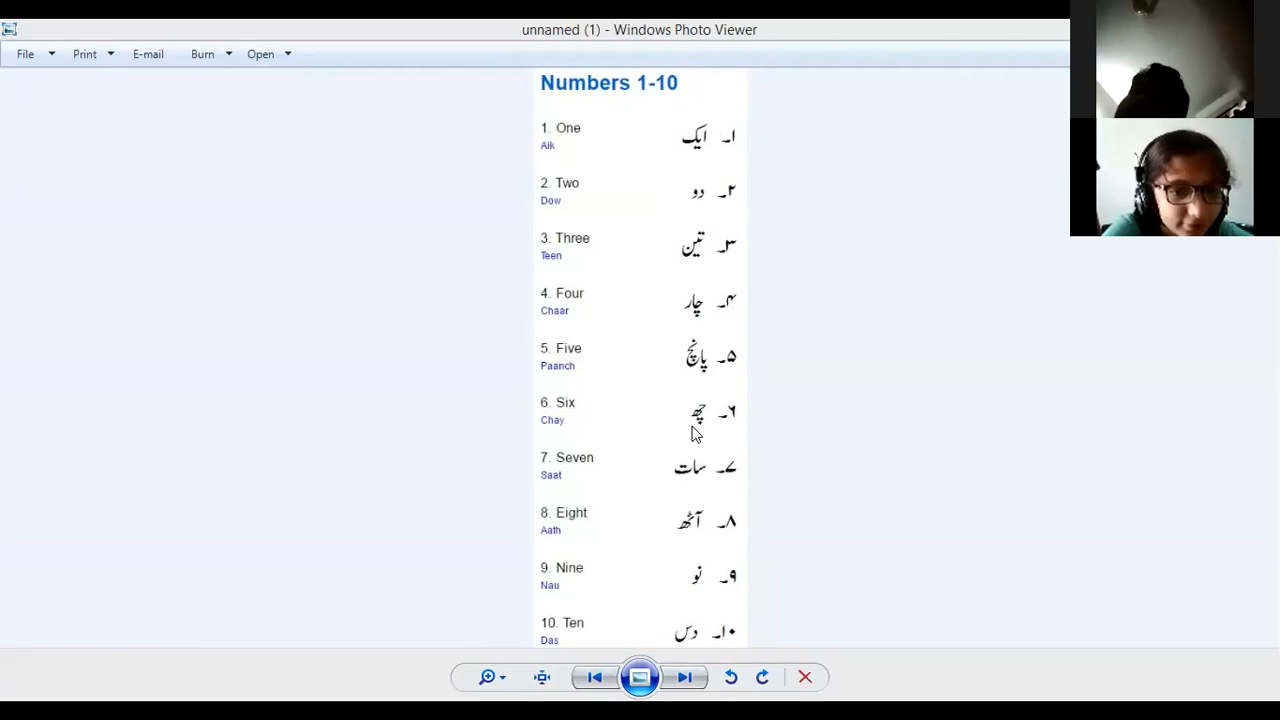 unnamed (1) - Windows Photo Viewer
File Print E-mail Burn Open
Numbers 1-10
1. One
Aik
۱۔ ایک
2. Two
Dow
۲۔ دو
3. Three
Teen
۳۔ تین
4. Four
Chaar
۴۔ چار
5. Five
Paanch
۵۔ پانچ
6. Six
Chay
۶۔ چھ
7. Seven
Saat
۷۔ سات
8. Eight
Aath
۸۔ آٹھ
9. Nine
Nau
۹۔ نو
10. Ten
Das
۱۰۔ دس